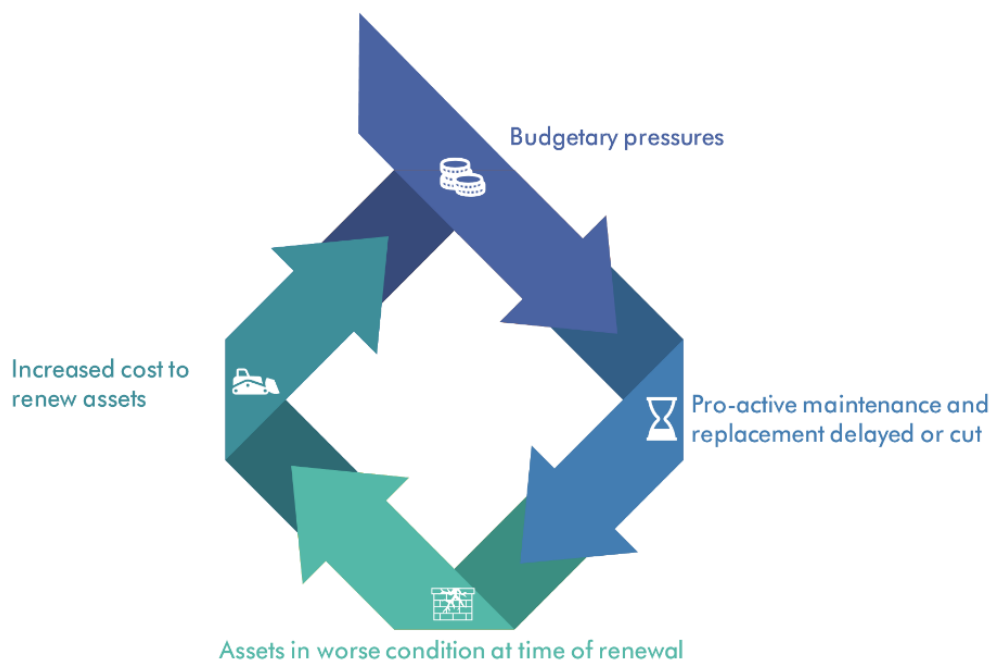 Budgetary pressures
Pro-active maintenance and
replacement delayed or cut
Assets in worse condition at time of renewal
Increased cost to
renew assets